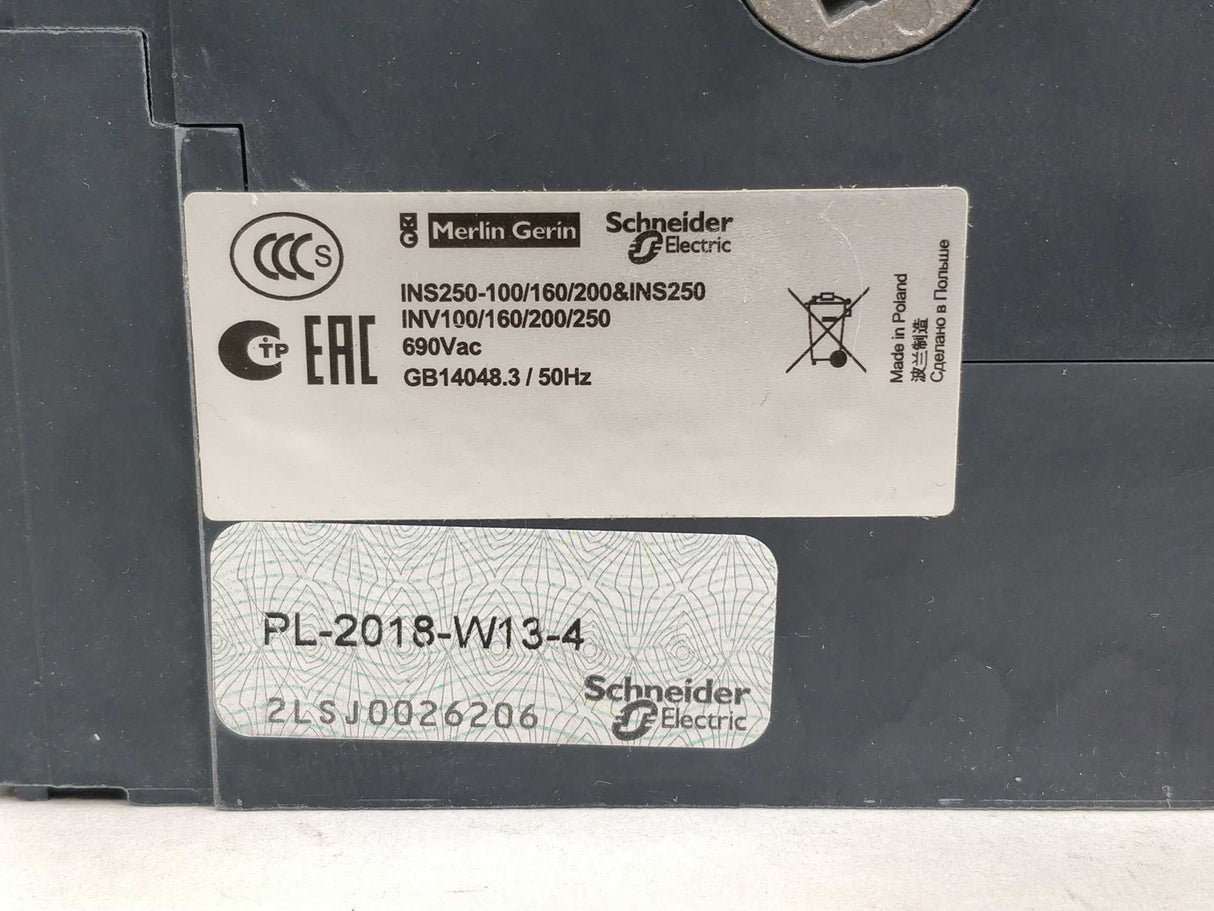 CCC S
Merlin Gerin
Schneider
Electric
INS250-100/160/200&INS250
INV100/160/200/250
690Vac
GB14048.3 / 50Hz
TP
EAC
Made in Poland
波兰制造
Сделано в Польше
PL-2018-W13-4
2LSJ0026206
Schneider
Electric